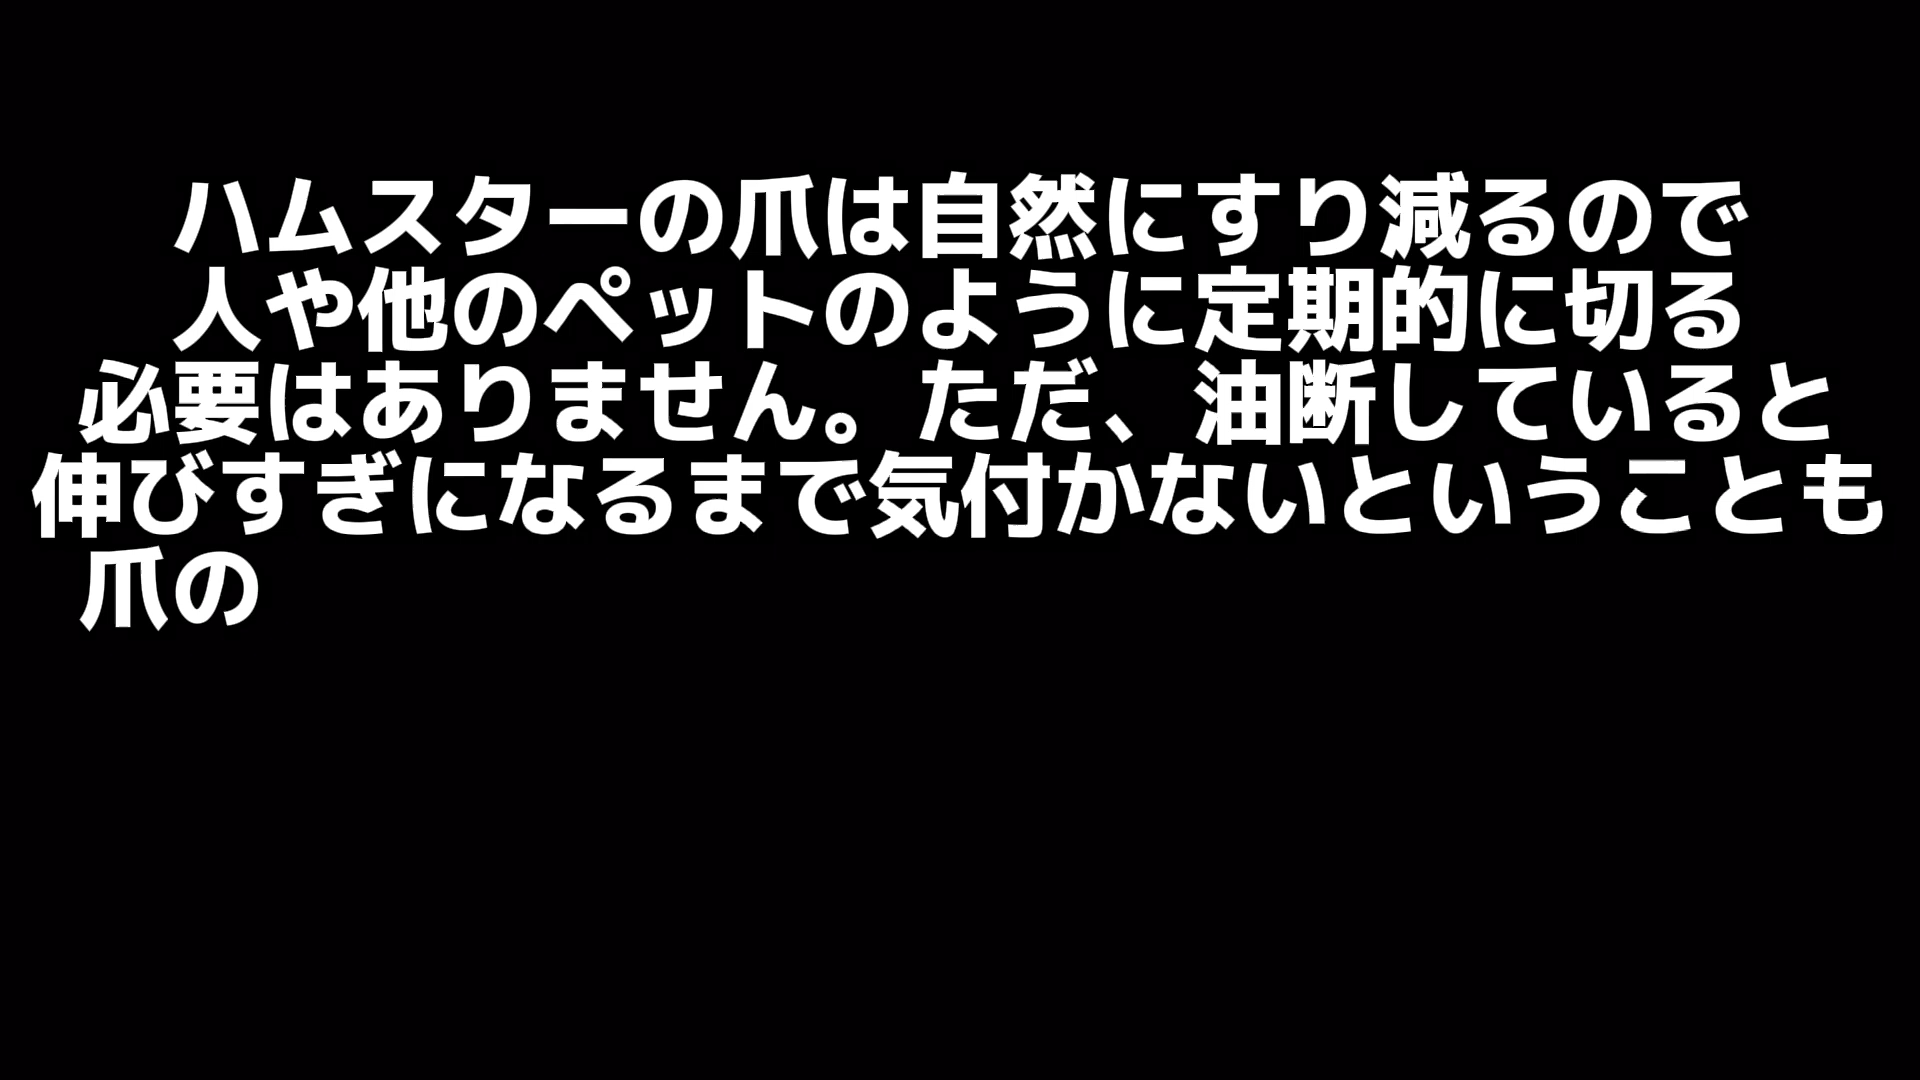 ハムスターの爪は自然にすり減るので
人や他のペットのように定期的に切る
必要はありません。ただ、油断していると
伸びすぎになるまで気付かないということも
爪の